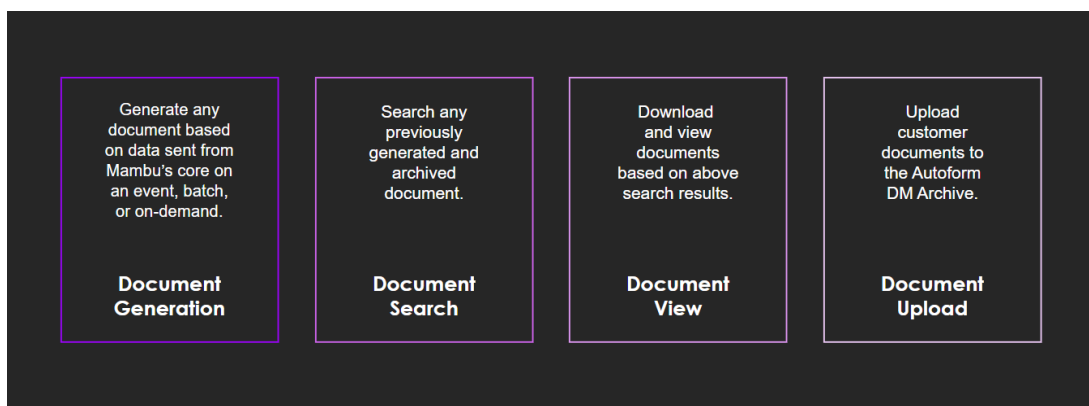 Generate any
document based
on data sent from
Mambu's core on
an event, batch,
or on-demand.
Document
Generation
Search any
previously
generated and
archived
document.
Document
Search
Download
and view
documents
based on above
search results.
Document
View
Upload
customer
documents to
the Autoform
DM Archive.
Document
Upload